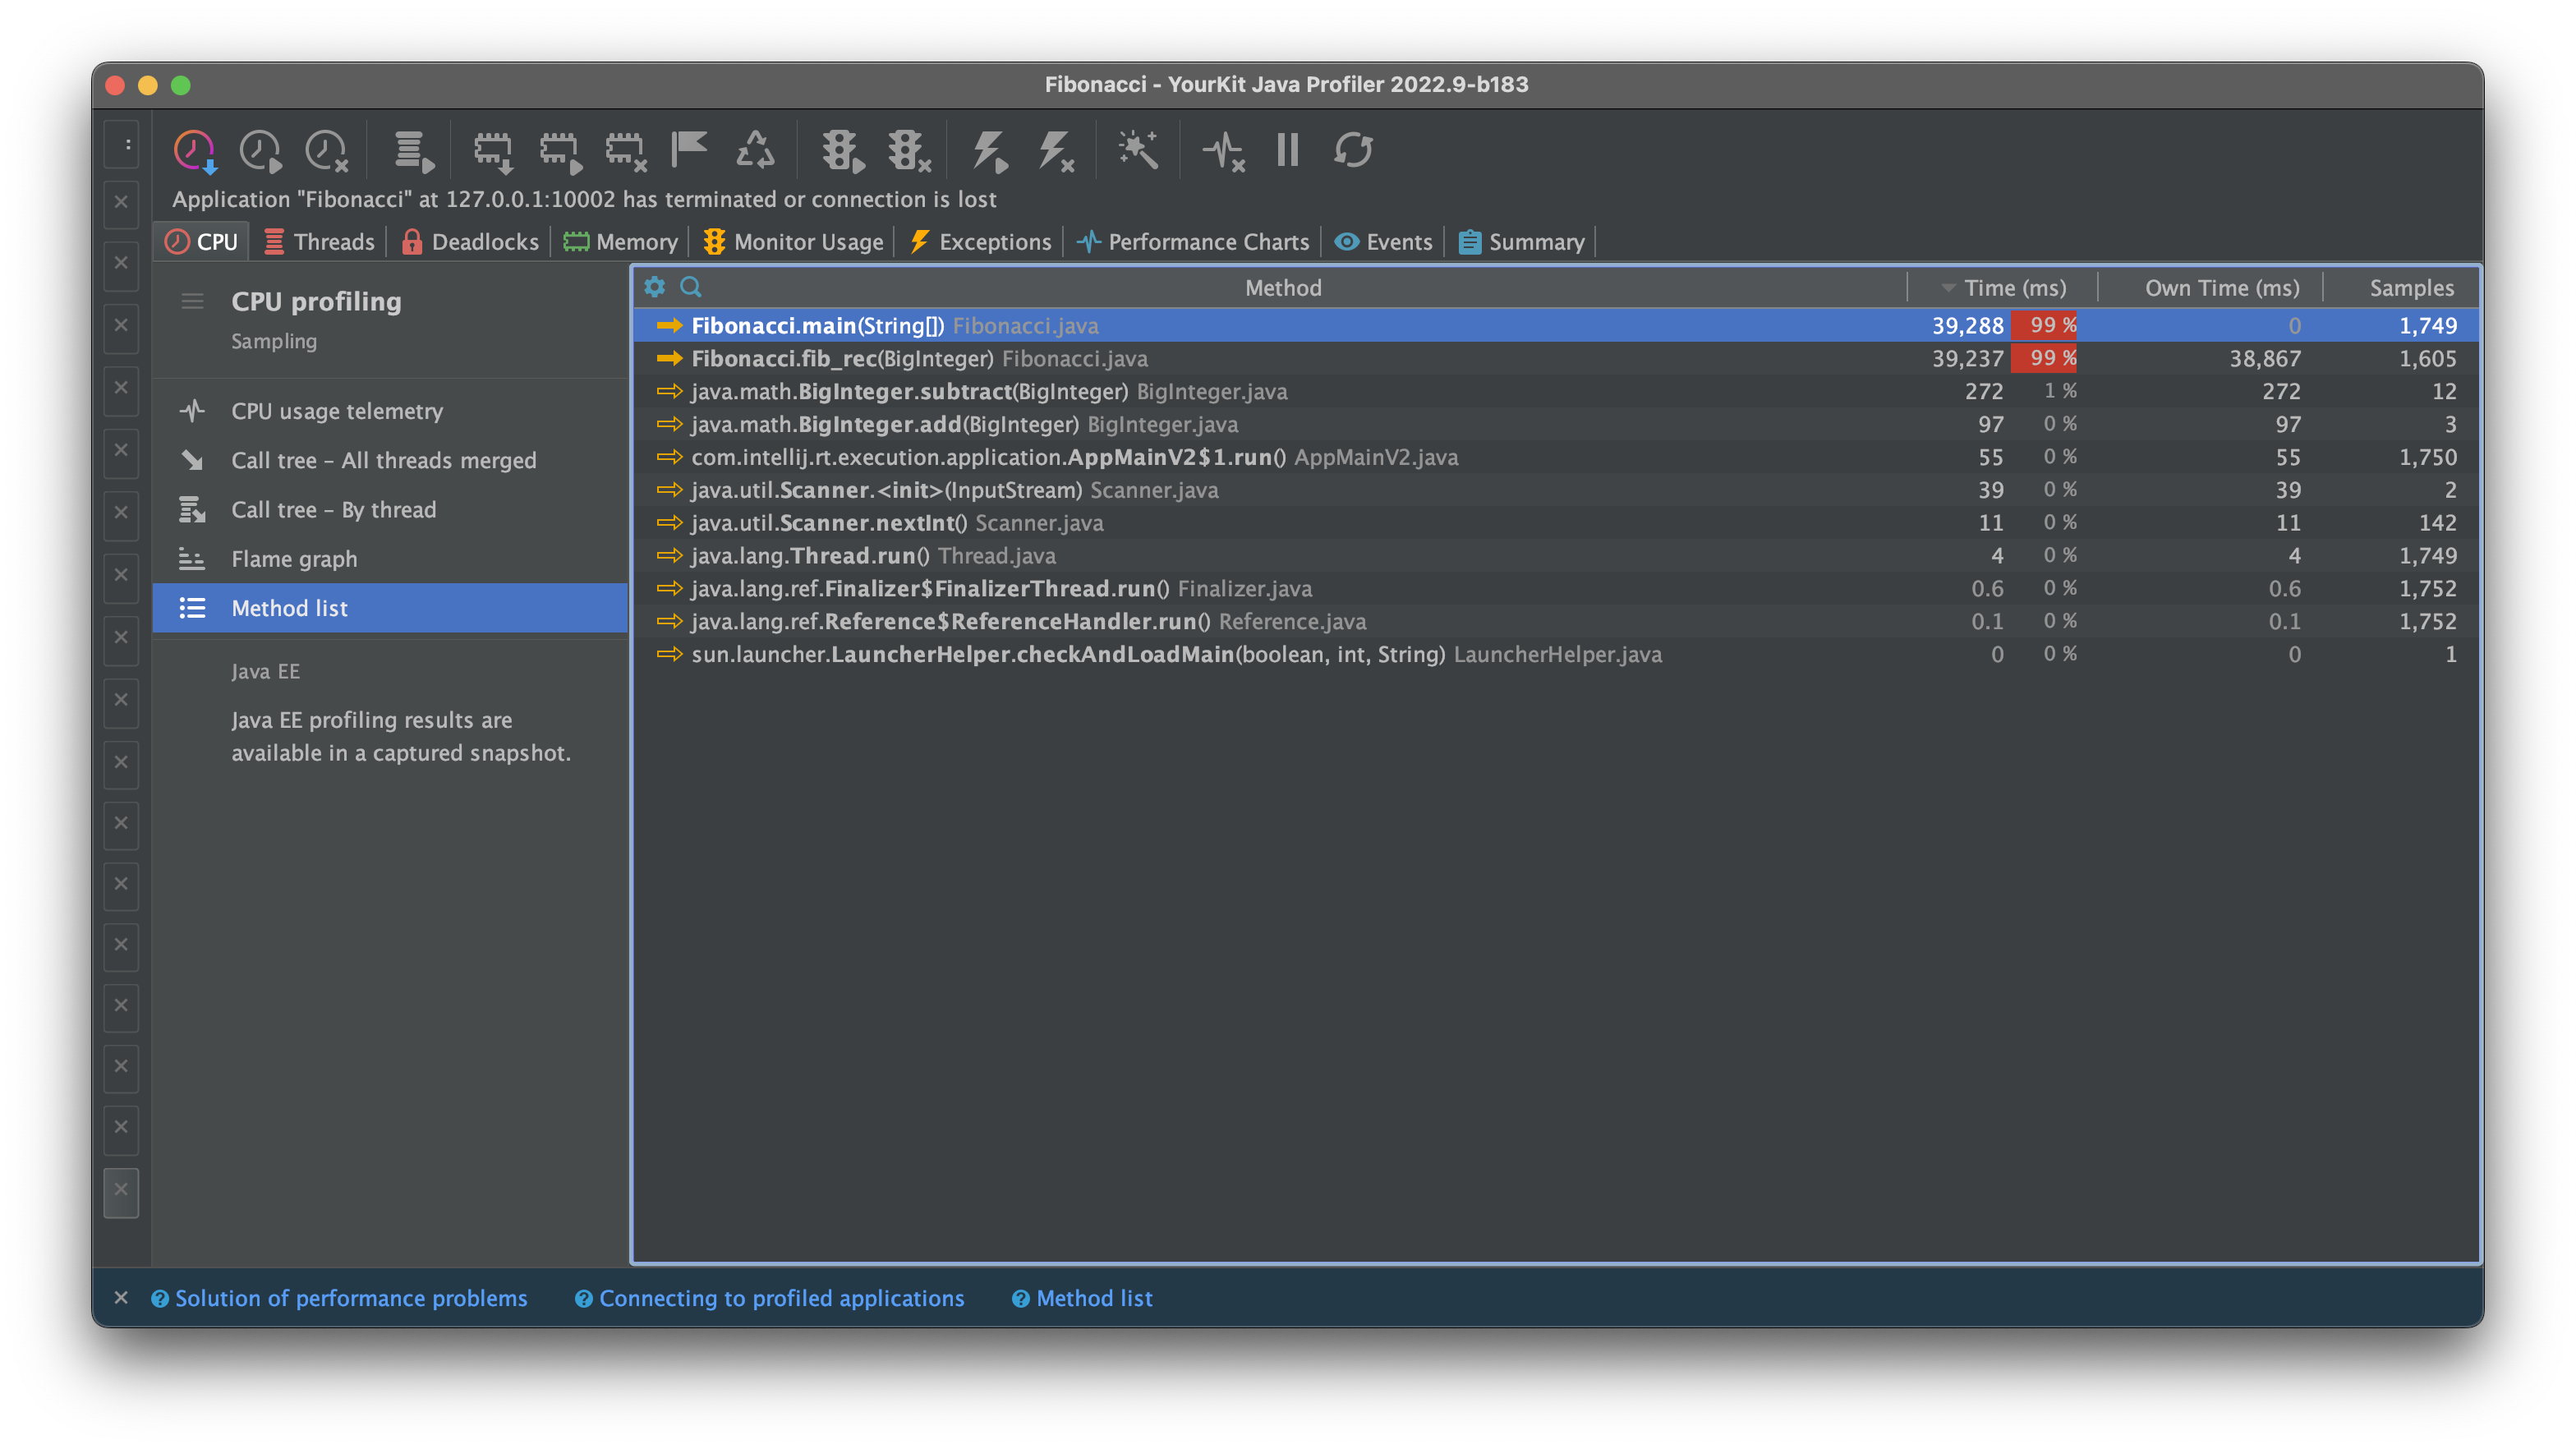 Fibonacci - YourKit Java Profiler 2022.9-b183
Application "Fibonacci" at 127.0.0.1:10002 has terminated or connection is lost
CPU Threads Deadlocks Memory Monitor Usage Exceptions Performance Charts Events Summary
CPU profiling
Sampling
CPU usage telemetry
Call tree – All threads merged
Call tree – By thread
Flame graph
Method list
Java EE
Java EE profiling results are
available in a captured snapshot.
Method Time (ms) Own Time (ms) Samples
Fibonacci.main(String[]) Fibonacci.java 39,288 99 % 0 1,749
Fibonacci.fib_rec(BigInteger) Fibonacci.java 39,237 99 % 38,867 1,605
java.math.BigInteger.subtract(BigInteger) BigInteger.java 272 1 % 272 12
java.math.BigInteger.add(BigInteger) BigInteger.java 97 0 % 97 3
com.intellij.rt.execution.application.AppMainV2$1.run() AppMainV2.java 55 0 % 55 1,750
java.util.Scanner.<init>(InputStream) Scanner.java 39 0 % 39 2
java.util.Scanner.nextInt() Scanner.java 11 0 % 11 142
java.lang.Thread.run() Thread.java 4 0 % 4 1,749
java.lang.ref.Finalizer$FinalizerThread.run() Finalizer.java 0.6 0 % 0.6 1,752
java.lang.ref.Reference$ReferenceHandler.run() Reference.java 0.1 0 % 0.1 1,752
sun.launcher.LauncherHelper.checkAndLoadMain(boolean, int, String) LauncherHelper.java 0 0 % 0 1
Solution of performance problems Connecting to profiled applications Method list